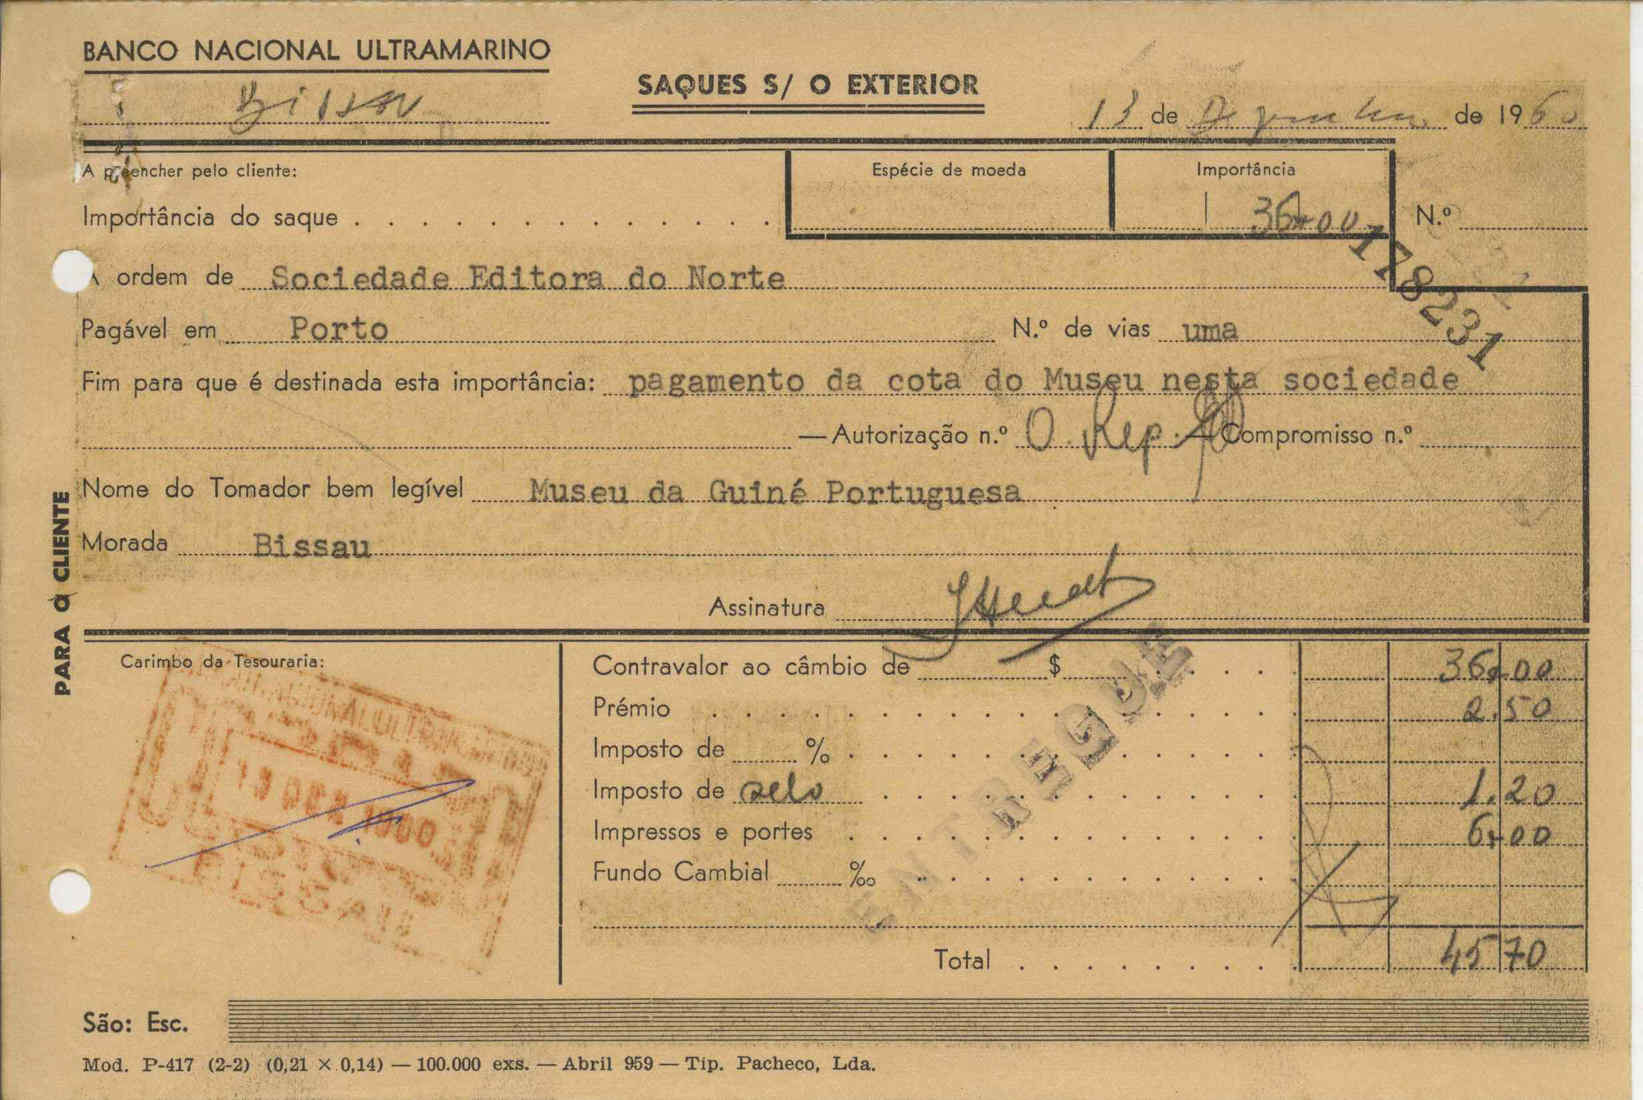 BANCO NACIONAL ULTRAMARINO
Bissau
SAQUES S/ O EXTERIOR
13 de Dezembro de 1960
A preencher pelo cliente:
Espécie de moeda
Importância
Importância do saque
36.00
N.º
178231
À ordem de Sociedade Editora do Norte
Pagável em Porto N.º de vias uma
Fim para que é destinada esta importância: pagamento da cota do Museu nesta sociedade
— Autorização n.º O Rep. Compromisso n.º
Nome do Tomador bem legível Museu da Guiné Portuguesa
Morada Bissau
Assinatura
PARA O CLIENTE
Carimbo da Tesouraria:
13 DEZ 1960
BISSAU
ENTREGUE
Contravalor ao câmbio de $ 36.00
Prémio 2.50
Imposto de %
Imposto de selo 1.20
Impressos e portes 6.00
Fundo Cambial ‰
Total 45 70
São: Esc.
Mod. P-417 (2-2) (0,21 × 0,14) — 100.000 exs. — Abril 959 — Tip. Pacheco, Lda.